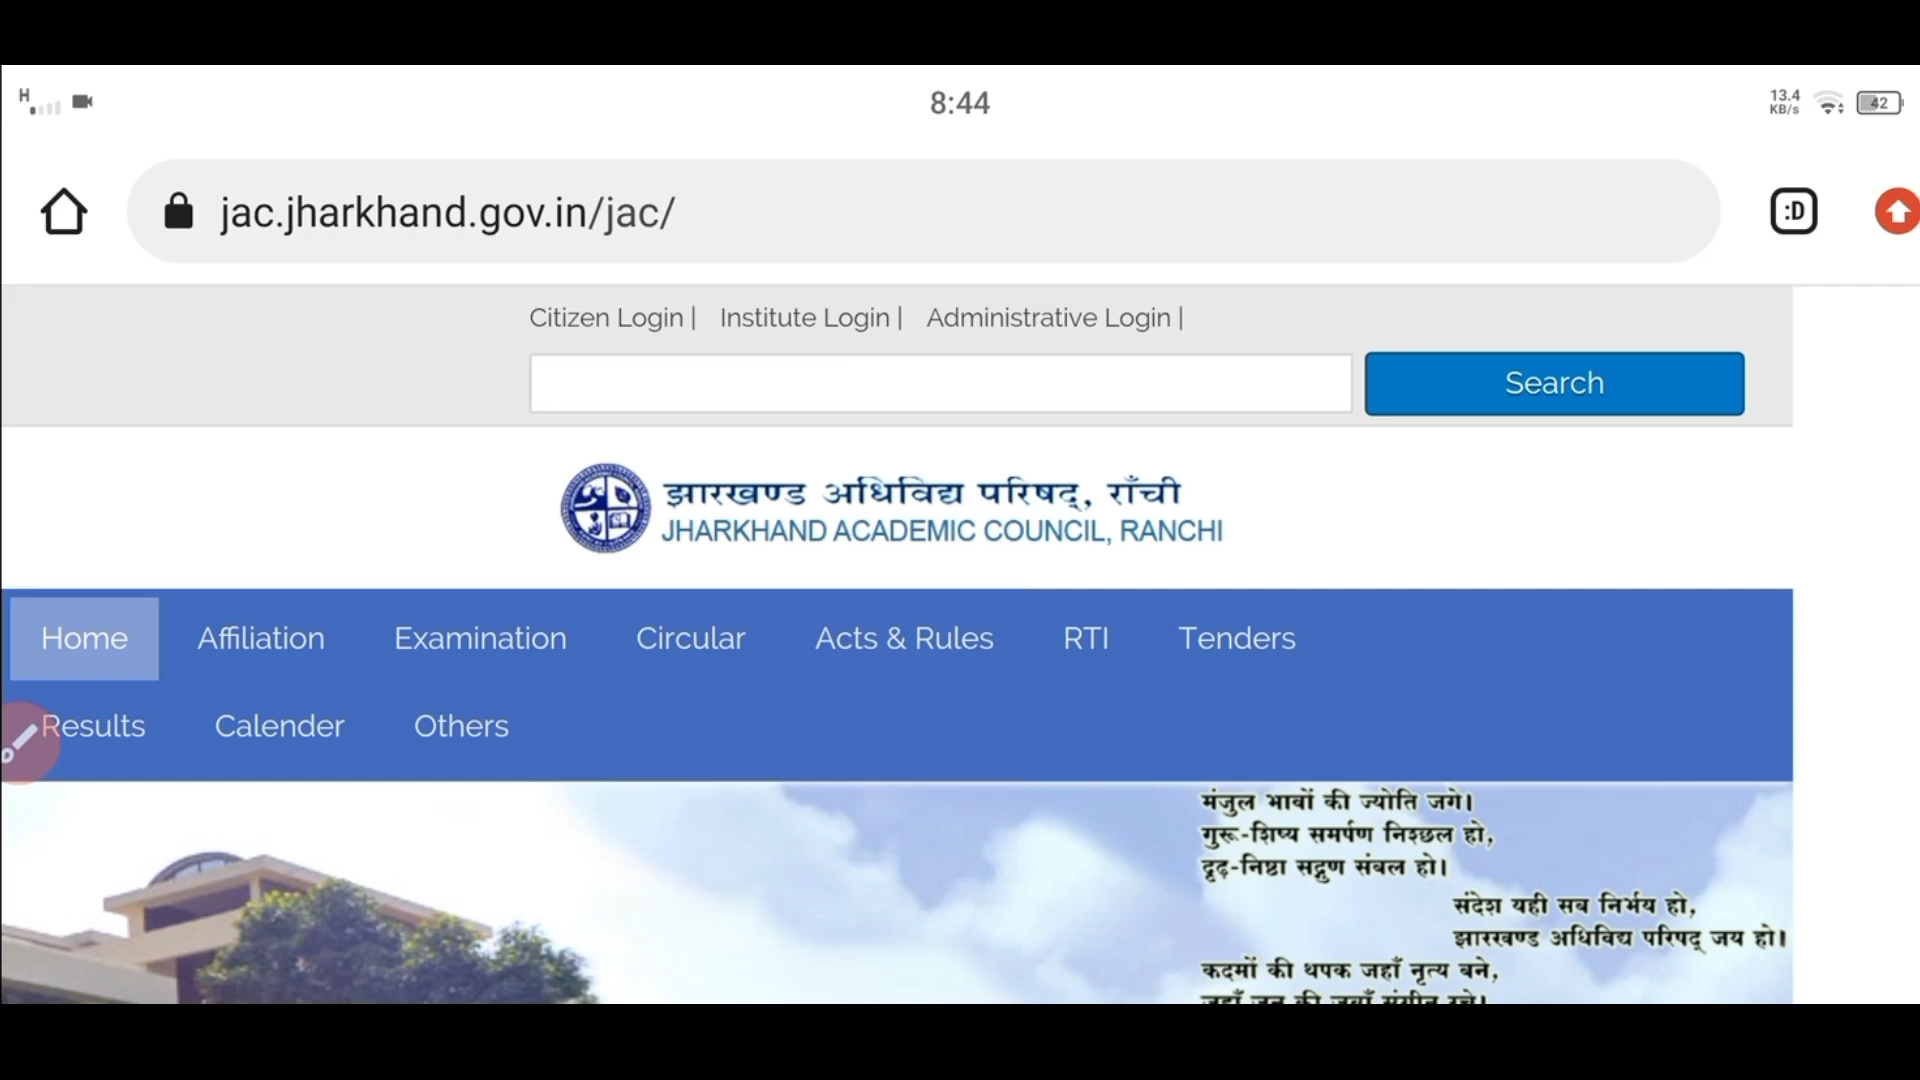 H
8:44
13.4
KB/s
42
jac.jharkhand.gov.in/jac/
:D
Citizen Login | Institute Login | Administrative Login |
Search
झारखण्ड अधिविद्य परिषद्, राँची
JHARKHAND ACADEMIC COUNCIL, RANCHI
Home Affiliation Examination Circular Acts & Rules RTI Tenders
Results Calender Others
मंजुल भावों की ज्योति जगे।
गुरू-शिष्य समर्पण निश्छल हो,
दृढ़-निष्ठा सद्गुण संबल हो।
संदेश यही सब निर्भय हो,
झारखण्ड अधिविद्य परिषद् जय हो।
कदमों की थपक जहाँ नृत्य बने,